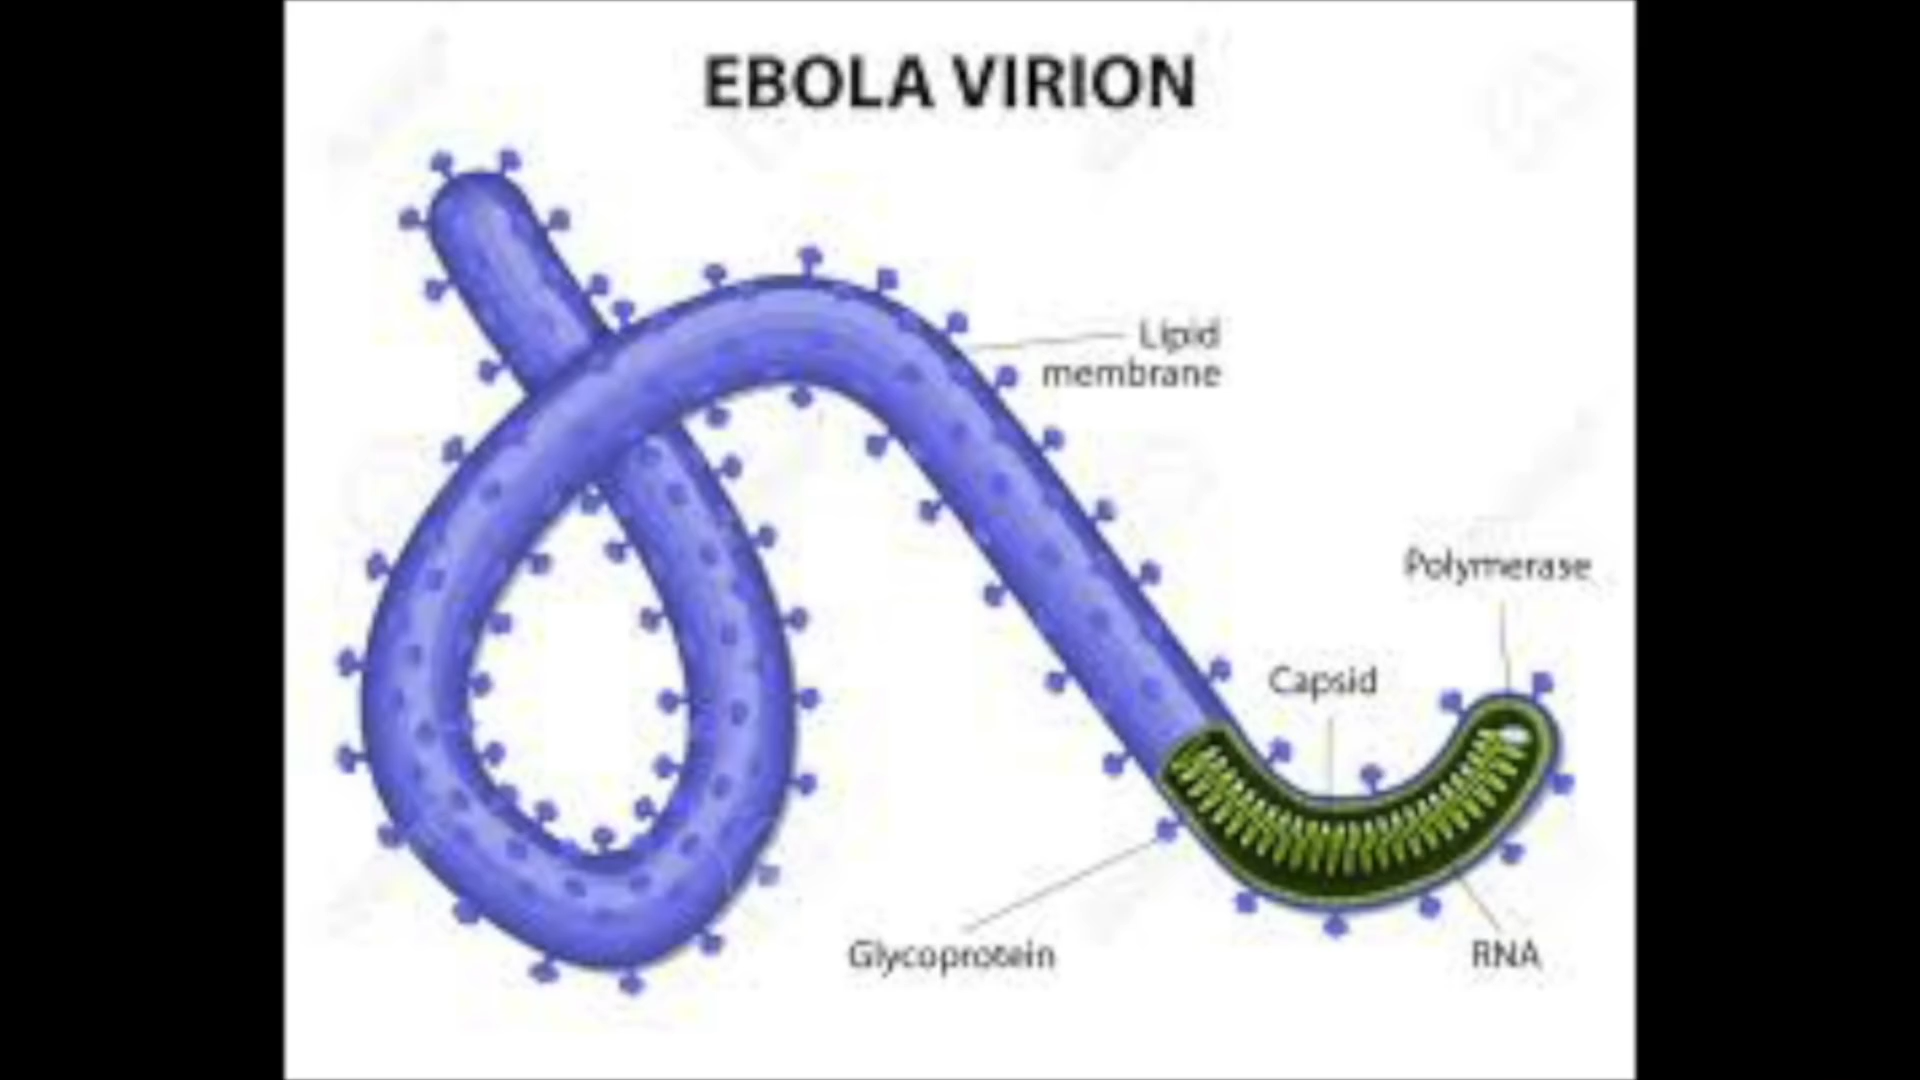 EBOLA VIRION
Lipid
membrane
Polymerase
Capsid
Glycoprotein
RNA